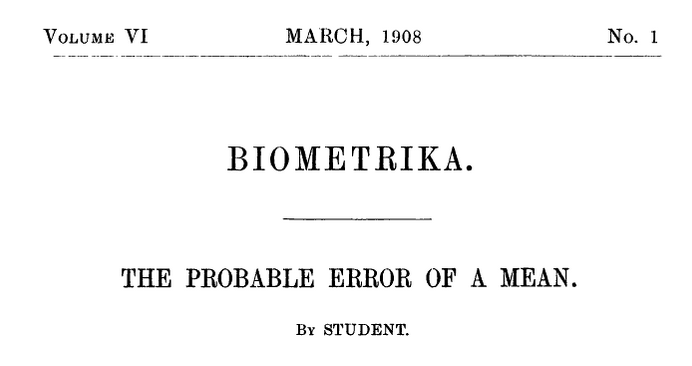 VOLUME VI MARCH, 1908 No. 1
BIOMETRIKA.
THE PROBABLE ERROR OF A MEAN.
BY STUDENT.